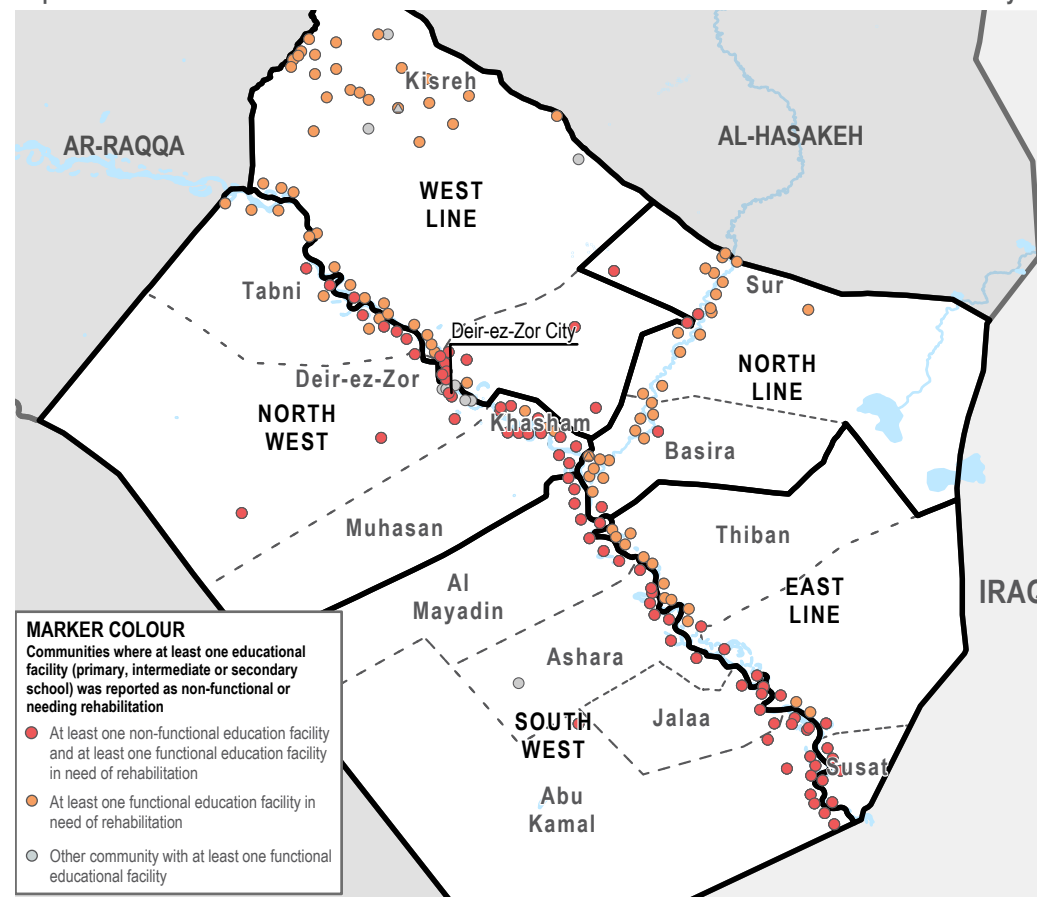 Kisreh
AR-RAQQA
AL-HASAKEH
WEST
LINE
Tabni
Sur
Deir-ez-Zor City
Deir-ez-Zor
NORTH
LINE
NORTH
WEST
Khasham
Basira
Muhasan
Thiban
Al
Mayadin
EAST
LINE
IRAQ
Ashara
Jalaa
SOUTH
WEST
Susat
Abu
Kamal
MARKER COLOUR
Communities where at least one educational
facility (primary, intermediate or secondary
school) was reported as non-functional or
needing rehabilitation
At least one non-functional education facility
and at least one functional education facility
in need of rehabilitation
At least one functional education facility in
need of rehabilitation
Other community with at least one functional
educational facility